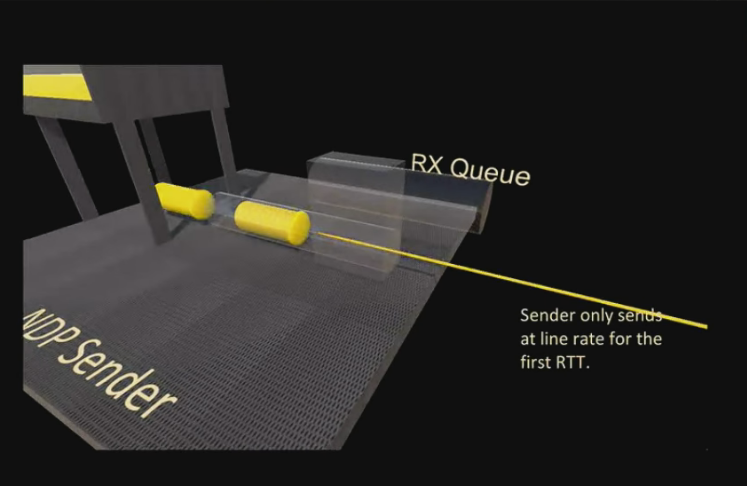 RX Queue
Sender only sends
at line rate for the
first RTT.
NDP Sender